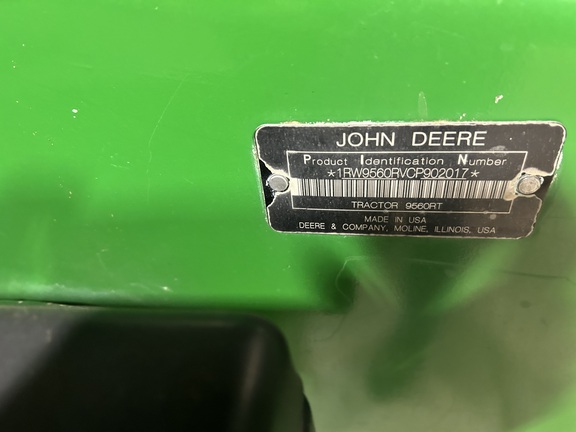 JOHN DEERE
Product Identification Number
*1RW9560RVCP902017*
TRACTOR 9560RT
MADE IN USA
DEERE & COMPANY, MOLINE, ILLINOIS, USA